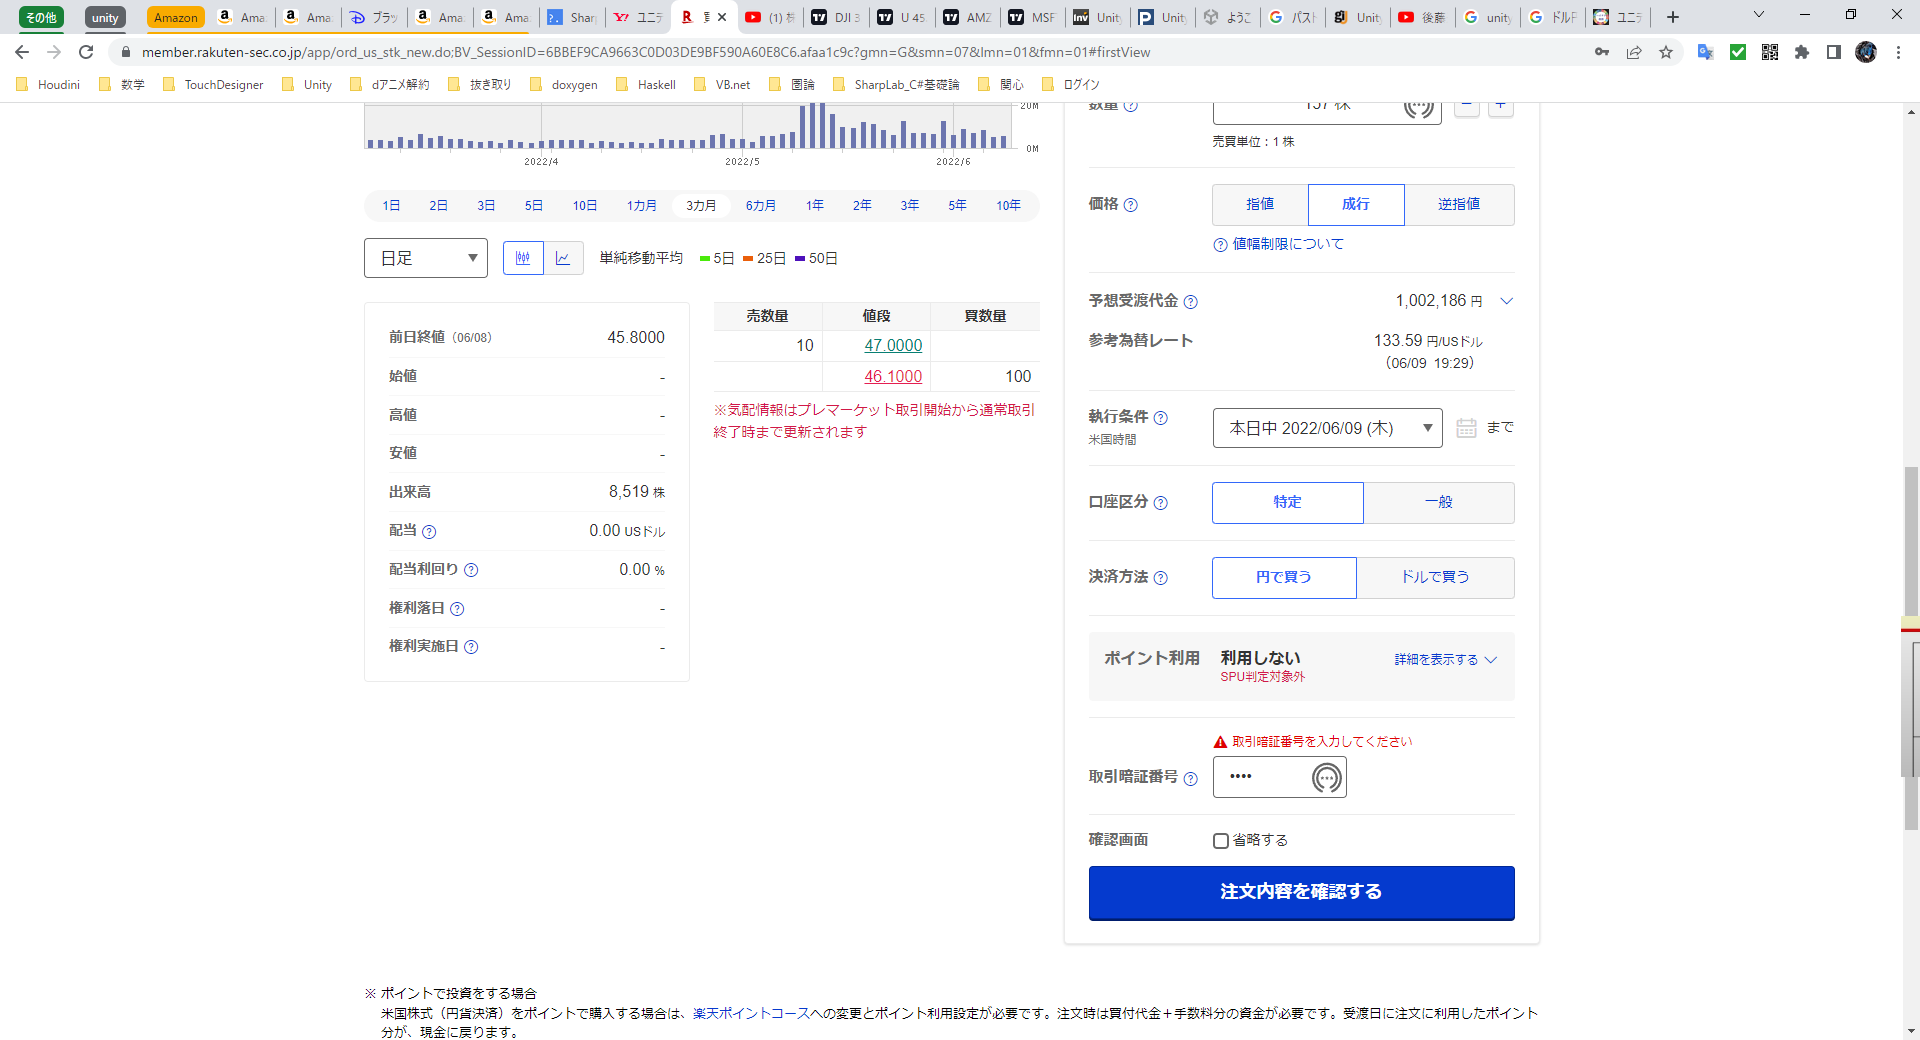 その他
unity
Amazon
Ama
Ama
ブラッ
Ama
Ama
Shar
ユニテ
(1) 株
DJI 3
U 45.
AMZ
MSF
Unity
Unity
ようこ
パスト
Unity
後藤
unity
ドル円
ユニテ
member.rakuten-sec.co.jp/app/ord_us_stk_new.do;BV_SessionID=6BBEF9CA9663C0D03DE9BF590A60E8C6.afaa1c9c?gmn=G&smn=07&lmn=01&fmn=01#firstView
Houdini
数学
TouchDesigner
Unity
dアニメ解約
抜き取り
doxygen
Haskell
VB.net
圏論
SharpLab_C#基礎論
関心
ログイン
20M
0M
2022/4
2022/5
2022/6
1日 2日 3日 5日 10日 1カ月 3カ月 6カ月 1年 2年 3年 5年 10年
日足
単純移動平均 5日 25日 50日
前日終値 (06/08) 45.8000
始値 -
高値 -
安値 -
出来高 8,519 株
配当 0.00 USドル
配当利回り 0.00 %
権利落日 -
権利実施日 -
売数量 値段 買数量
10 47.0000
46.1000 100
※気配情報はプレマーケット取引開始から通常取引
終了時まで更新されます
数量 157 株
売買単位：1 株
価格 指値 成行 逆指値
値幅制限について
予想受渡代金 1,002,186 円
参考為替レート 133.59 円/USドル
(06/09 19:29)
執行条件
米国時間
本日中 2022/06/09 (木) まで
口座区分 特定 一般
決済方法 円で買う ドルで買う
ポイント利用 利用しない 詳細を表示する
SPU判定対象外
取引暗証番号を入力してください
取引暗証番号 ••••
確認画面 省略する
注文内容を確認する
※ ポイントで投資をする場合
米国株式（円貨決済）をポイントで購入する場合は、楽天ポイントコースへの変更とポイント利用設定が必要です。注文時は買付代金＋手数料分の資金が必要です。受渡日に注文に利用したポイント
分が、現金に戻ります。